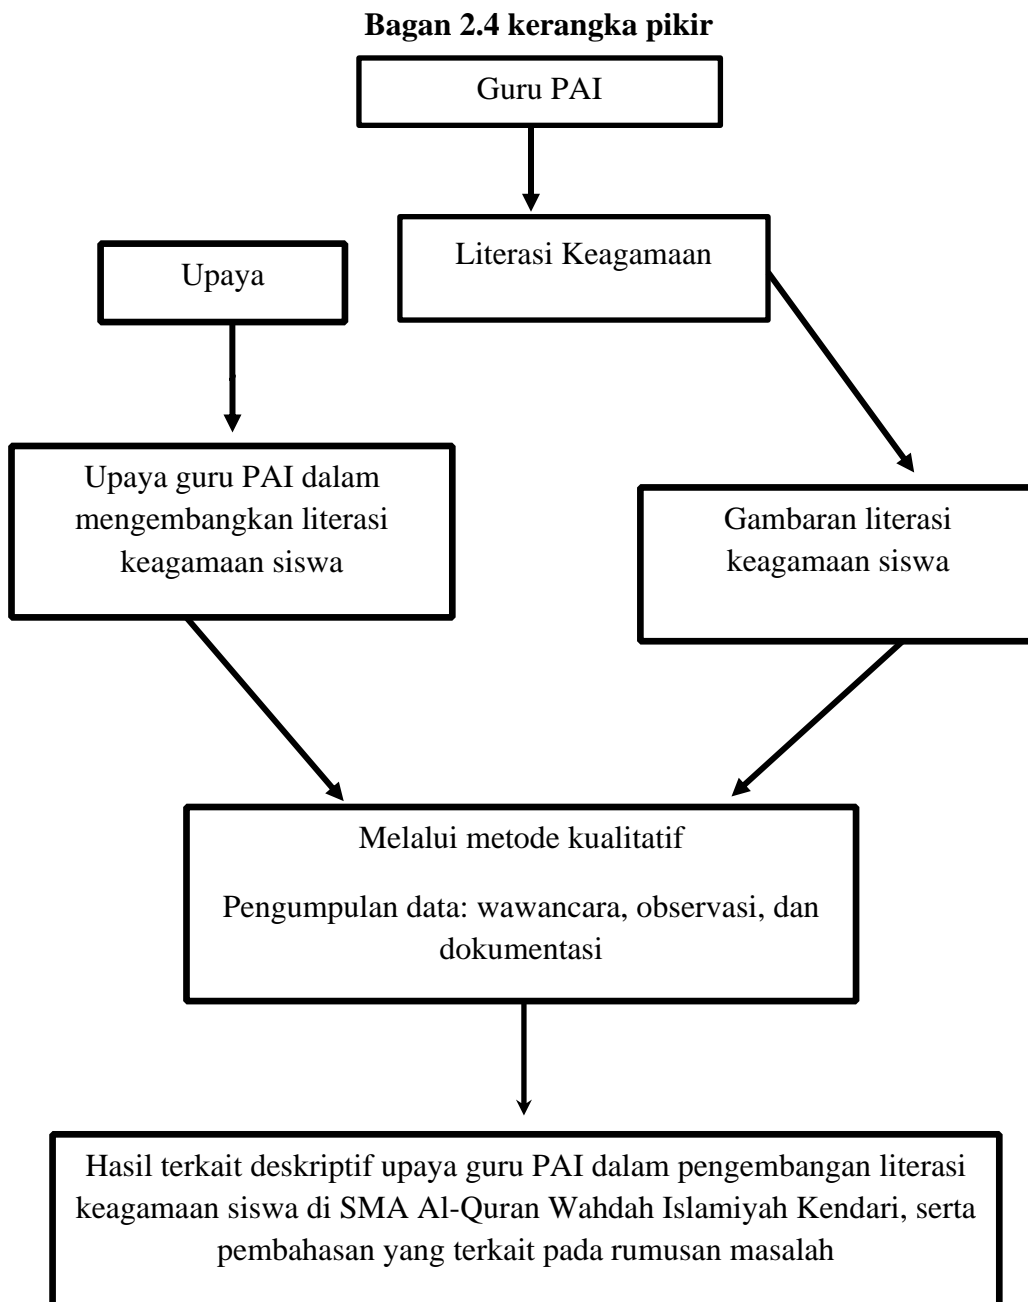 Bagan 2.4 kerangka pikir
Guru PAI
Literasi Keagamaan
Upaya
Upaya guru PAI dalam
mengembangkan literasi
keagamaan siswa
Gambaran literasi
keagamaan siswa
Melalui metode kualitatif
Pengumpulan data: wawancara, observasi, dan
dokumentasi
Hasil terkait deskriptif upaya guru PAI dalam pengembangan literasi
keagamaan siswa di SMA Al-Quran Wahdah Islamiyah Kendari, serta
pembahasan yang terkait pada rumusan masalah